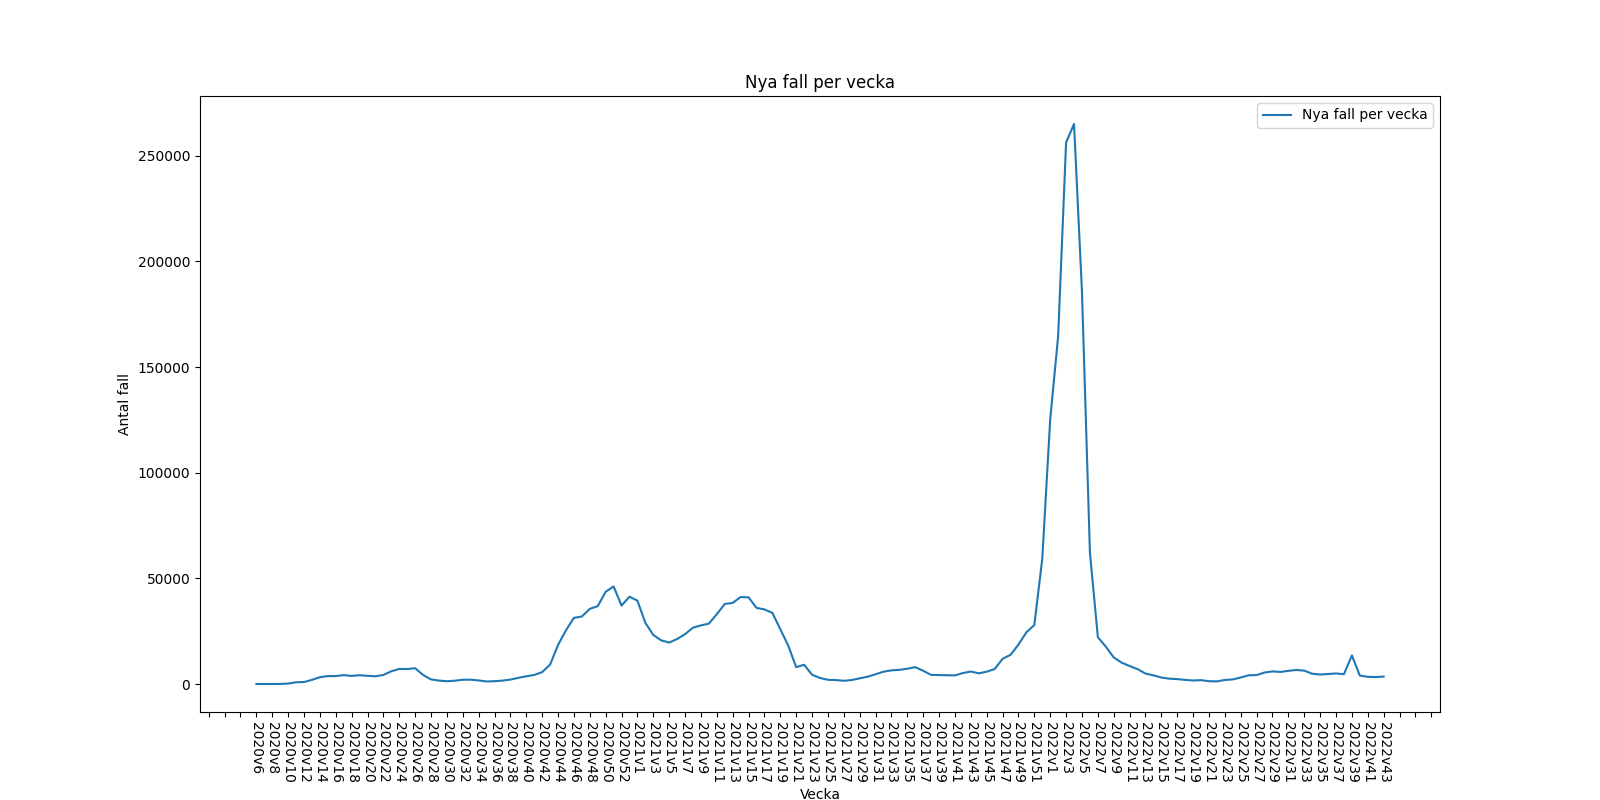 Nya fall per vecka
Nya fall per vecka
Antal fall
250000
200000
150000
100000
50000
0
2020v6
2020v8
2020v10
2020v12
2020v14
2020v16
2020v18
2020v20
2020v22
2020v24
2020v26
2020v28
2020v30
2020v32
2020v34
2020v36
2020v38
2020v40
2020v42
2020v44
2020v46
2020v48
2020v50
2020v52
2021v1
2021v3
2021v5
2021v7
2021v9
2021v11
2021v13
2021v15
2021v17
2021v19
2021v21
2021v23
2021v25
2021v27
2021v29
2021v31
2021v33
2021v35
2021v37
2021v39
2021v41
2021v43
2021v45
2021v47
2021v49
2021v51
2022v1
2022v3
2022v5
2022v7
2022v9
2022v11
2022v13
2022v15
2022v17
2022v19
2022v21
2022v23
2022v25
2022v27
2022v29
2022v31
2022v33
2022v35
2022v37
2022v39
2022v41
2022v43
Vecka